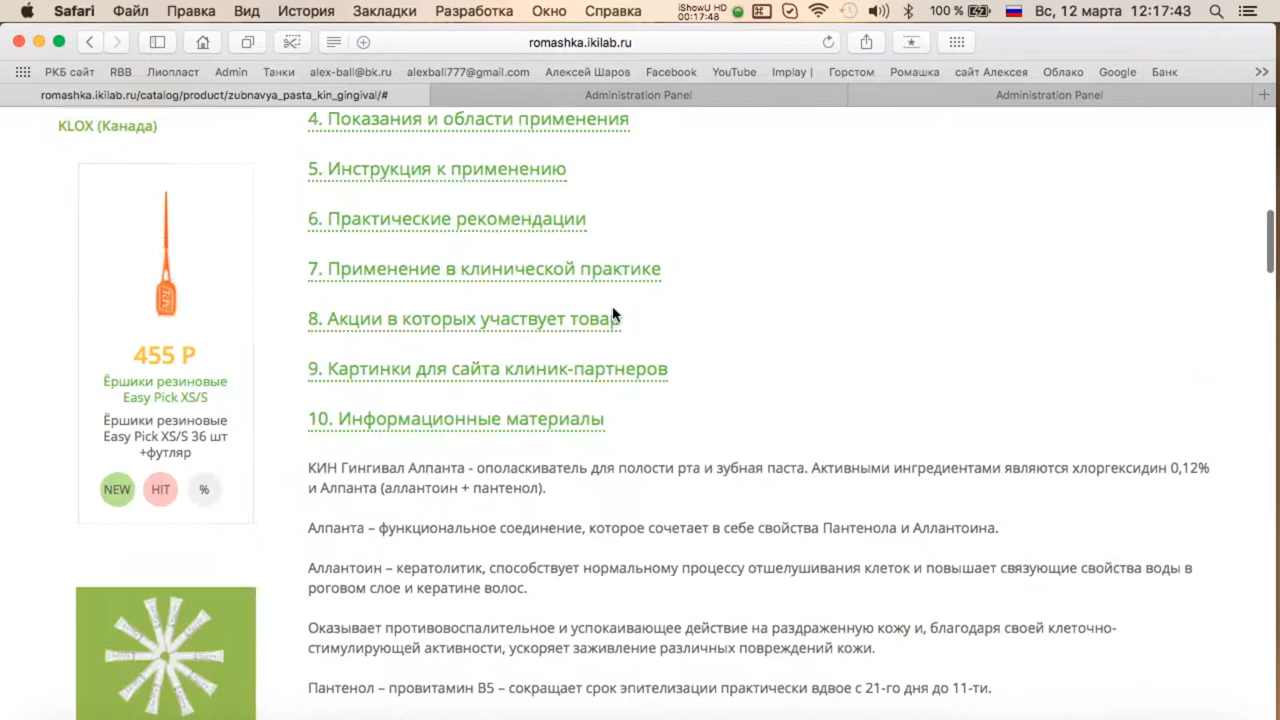 Safari Файл Правка Вид История Закладки Разработка Окно Справка iShowU HD 00:17:48 100 % Вс, 12 марта 12:17:43
romashka.ikilab.ru
РКБ сайт RBB Лиопласт Admin Танки alex-ball@bk.ru alexball777@gmail.com Алексей Шаров Facebook YouTube Implay | Горстом Ромашка сайт Алексея Облако Google Банк
romashka.ikilab.ru/catalog/product/zubnavya_pasta_kin_gingival/# Administration Panel Administration Panel
KLOX (Канада)
455 Р
Ёршики резиновые
Easy Pick XS/S
Ёршики резиновые
Easy Pick XS/S 36 шт
+футляр
NEW HIT %
4. Показания и области применения
5. Инструкция к применению
6. Практические рекомендации
7. Применение в клинической практике
8. Акции в которых участвует товар
9. Картинки для сайта клиник-партнеров
10. Информационные материалы
КИН Гингивал Алпанта - ополаскиватель для полости рта и зубная паста. Активными ингредиентами являются хлоргексидин 0,12%
и Алпанта (аллантоин + пантенол).
Алпанта – функциональное соединение, которое сочетает в себе свойства Пантенола и Аллантоина.
Аллантоин – кератолитик, способствует нормальному процессу отшелушивания клеток и повышает связующие свойства воды в
роговом слое и кератине волос.
Оказывает противовоспалительное и успокаивающее действие на раздраженную кожу и, благодаря своей клеточно-
стимулирующей активности, ускоряет заживление различных повреждений кожи.
Пантенол – провитамин В5 – сокращает срок эпителизации практически вдвое с 21-го дня до 11-ти.